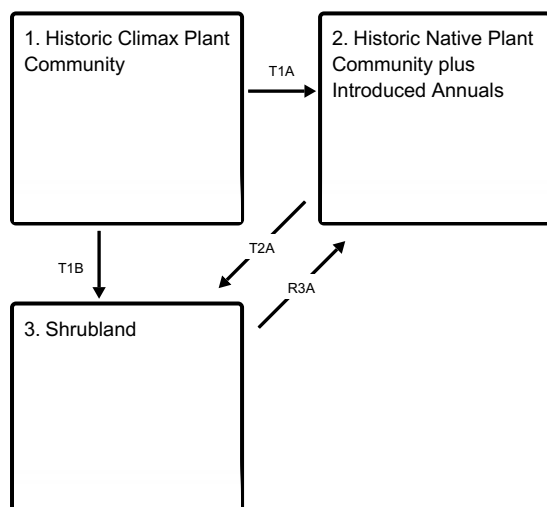 1. Historic Climax Plant
Community
T1A
2. Historic Native Plant
Community plus
Introduced Annuals
T1B
T2A
R3A
3. Shrubland